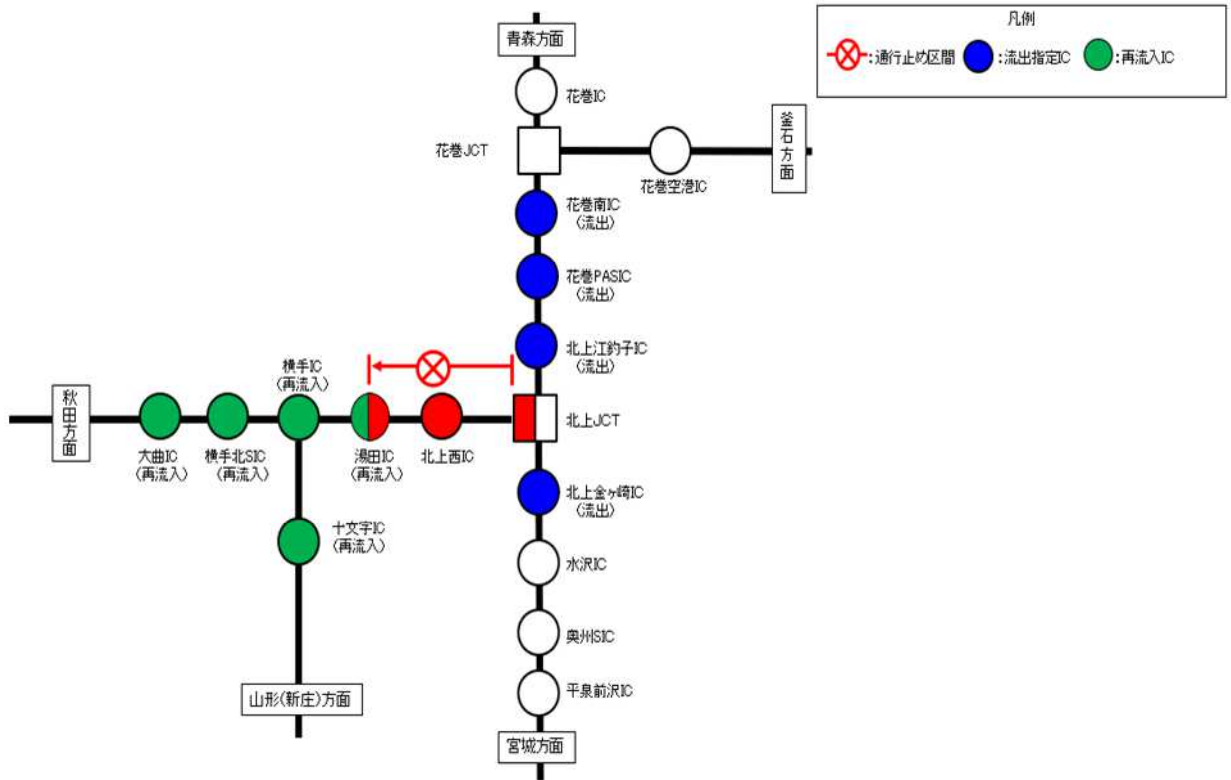 凡例
:通行止め区間
:流出指定IC
:再流入IC
青森方面
花巻IC
花巻JCT
釜石方面
花巻空港IC
花巻南IC
(流出)
花巻PASIC
(流出)
北上江釣子IC
(流出)
横手IC
(再流入)
秋田方面
北上JCT
大曲IC
(再流入)
横手北SIC
(再流入)
湯田IC
(再流入)
北上西IC
北上金ヶ崎IC
(流出)
十文字IC
(再流入)
水沢IC
奥州SIC
平泉前沢IC
山形(新庄)方面
宮城方面